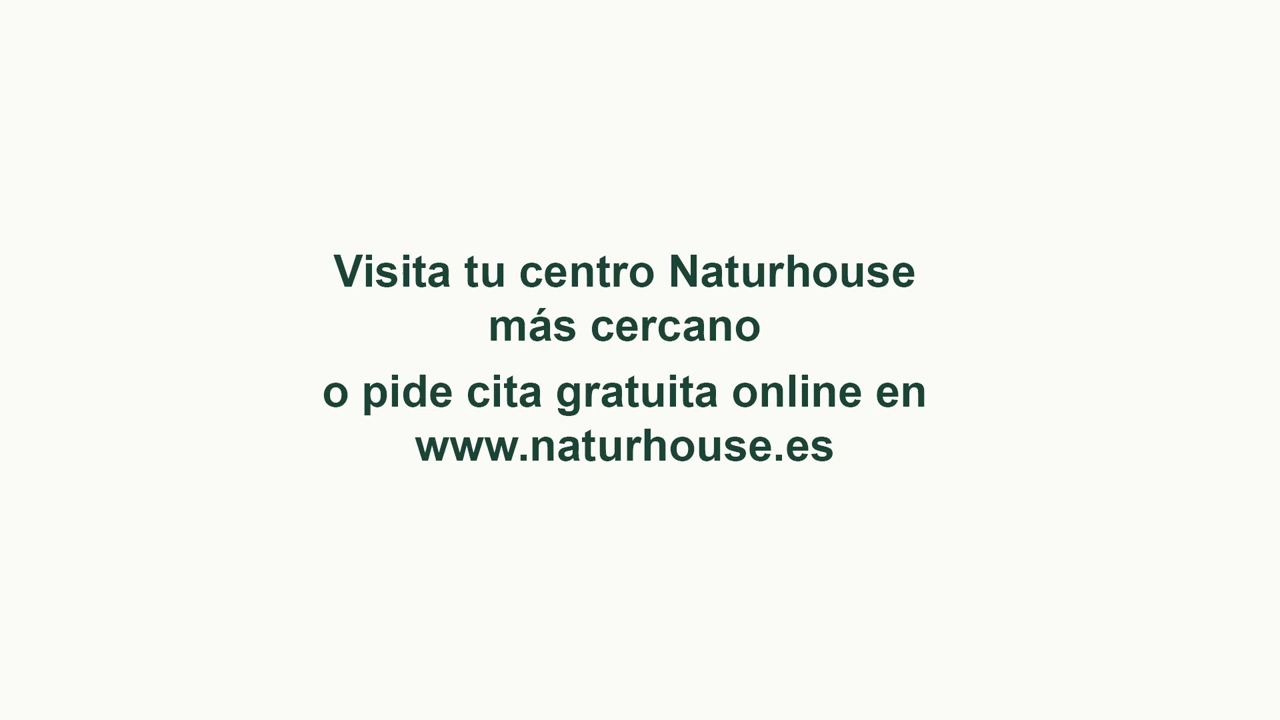 Visita tu centro Naturhouse
más cercano
o pide cita gratuita online en
www.naturhouse.es